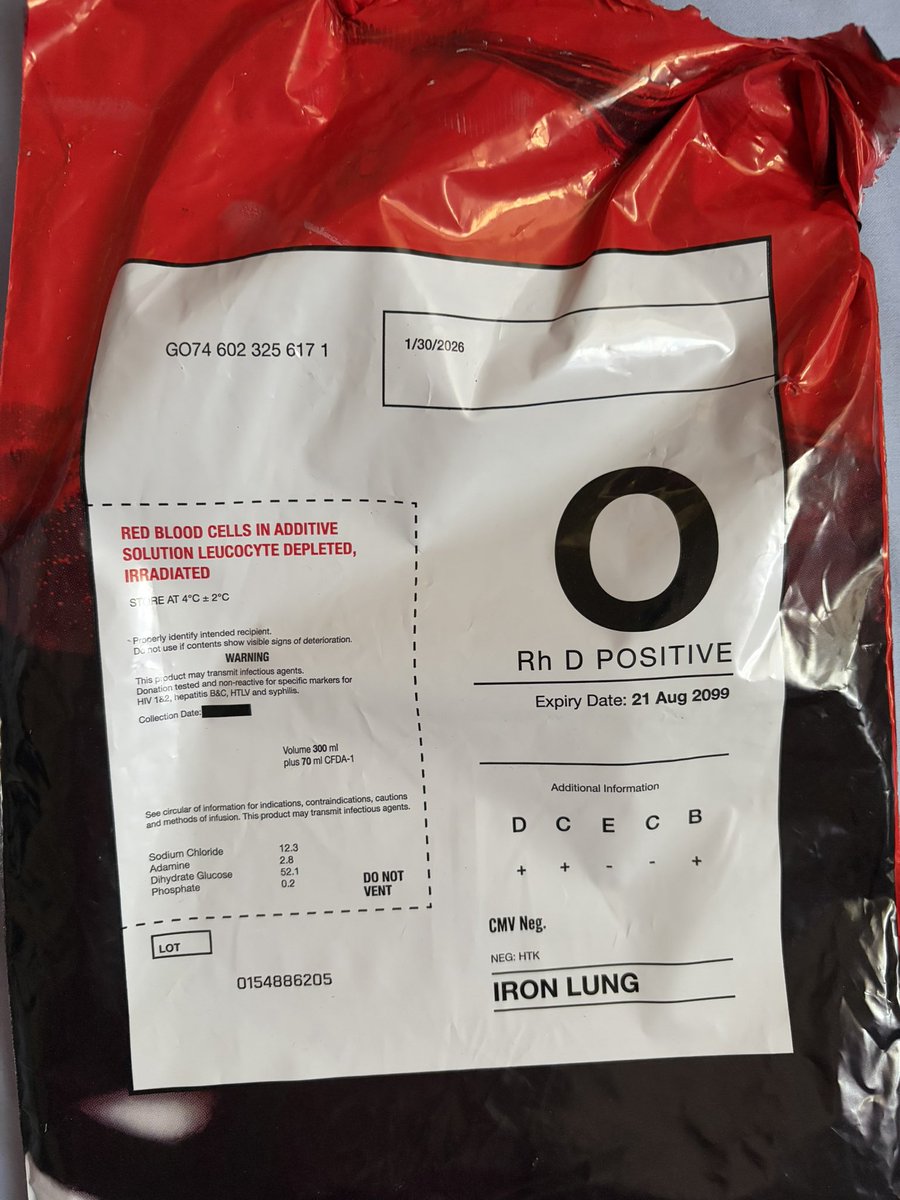 GO74 602 325 617 1
1/30/2026
RED BLOOD CELLS IN ADDITIVE
SOLUTION LEUCOCYTE DEPLETED,
IRRADIATED
STORE AT 4°C ± 2°C
Properly identify intended recipient.
Do not use if contents show visible signs of deterioration.
WARNING
This product may transmit infectious agents.
Donation tested and non-reactive for specific markers for
HIV 1&2, hepatitis B&C, HTLV and syphilis.
Collection Date:
Volume 300 ml
plus 70 ml CFDA-1
See circular of information for indications, contraindications, cautions
and methods of infusion. This product may transmit infectious agents.
Sodium Chloride 12.3
Adamine 2.8
Dihydrate Glucose 52.1
Phosphate 0.2
DO NOT
VENT
LOT
0154886205
O
Rh D POSITIVE
Expiry Date: 21 Aug 2099
Additional Information
D C E C B
+ + - - +
CMV Neg.
NEG: HTK
IRON LUNG